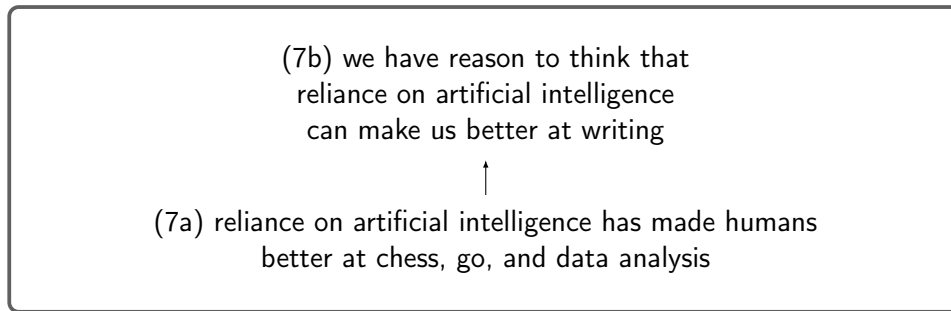 (7b) we have reason to think that
reliance on artificial intelligence
can make us better at writing
(7a) reliance on artificial intelligence has made humans
better at chess, go, and data analysis